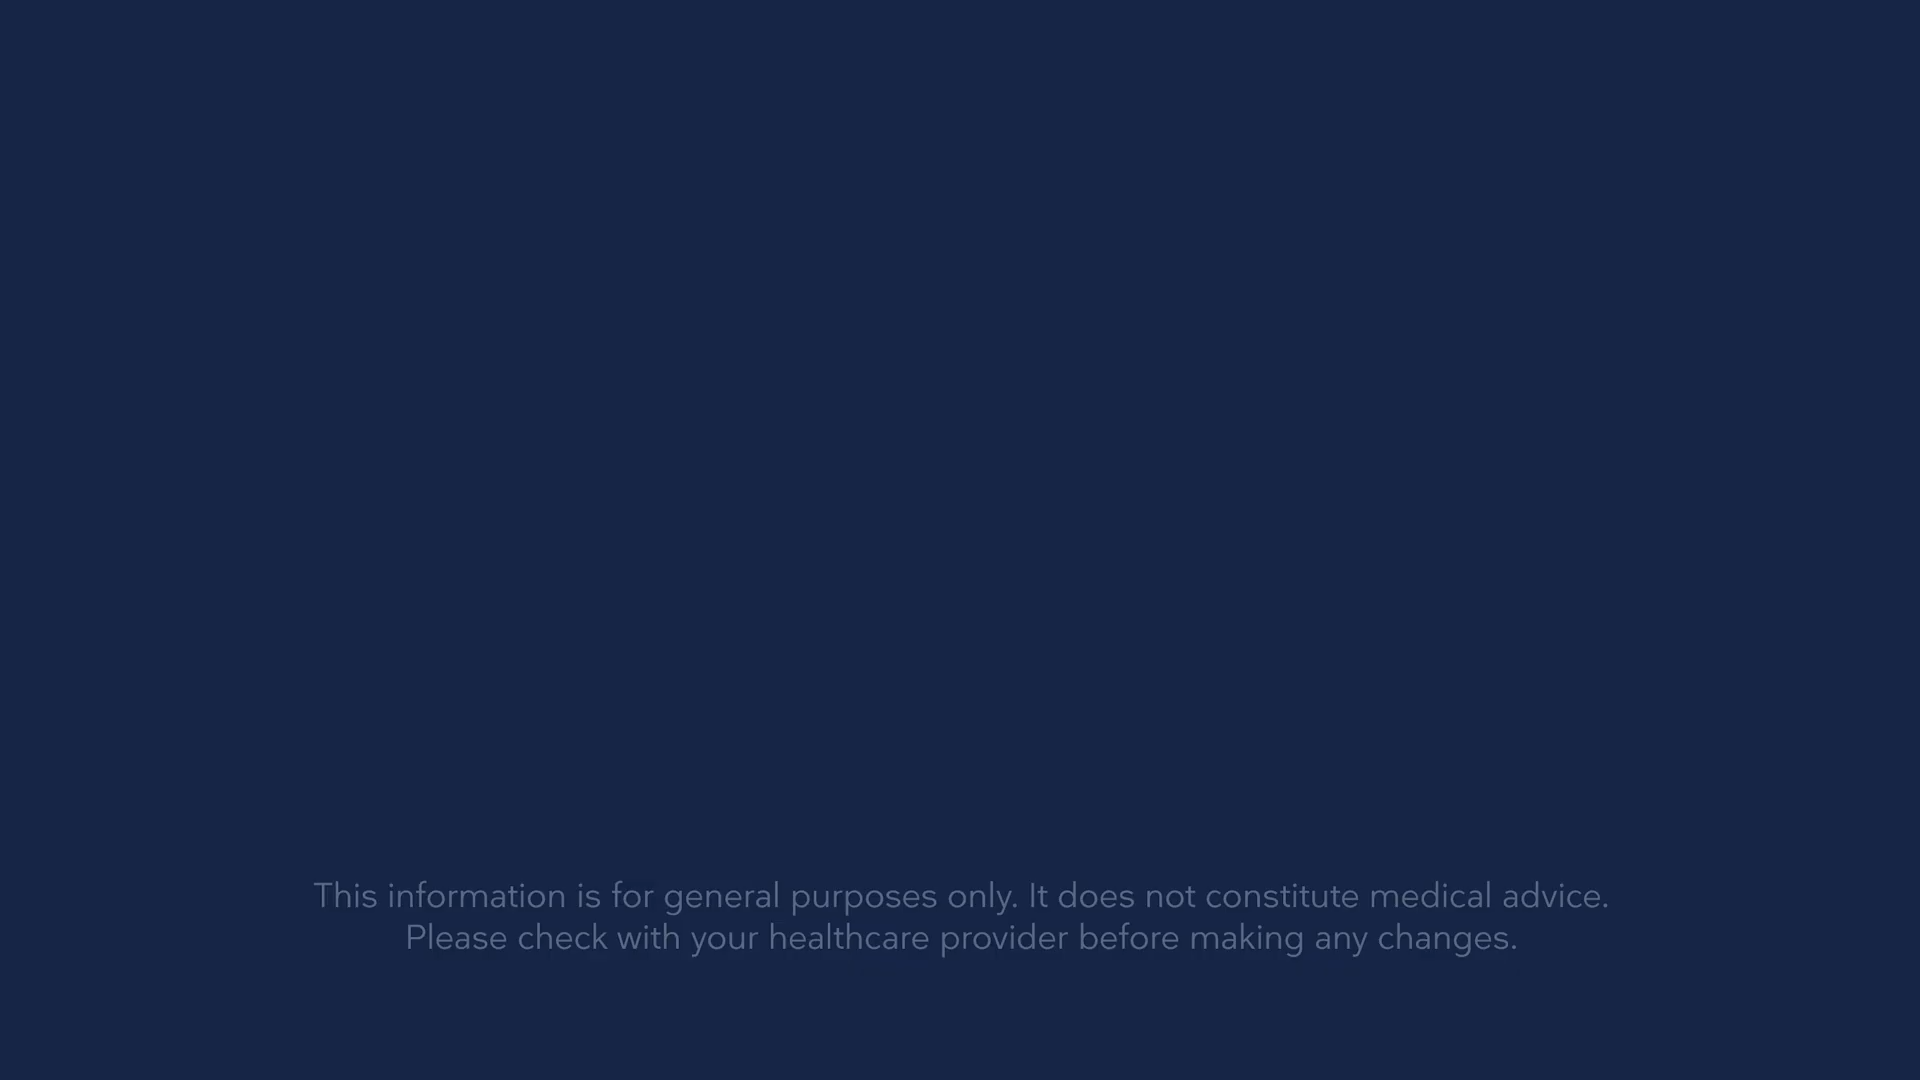 This information is for general purposes only. It does not constitute medical advice.
Please check with your healthcare provider before making any changes.